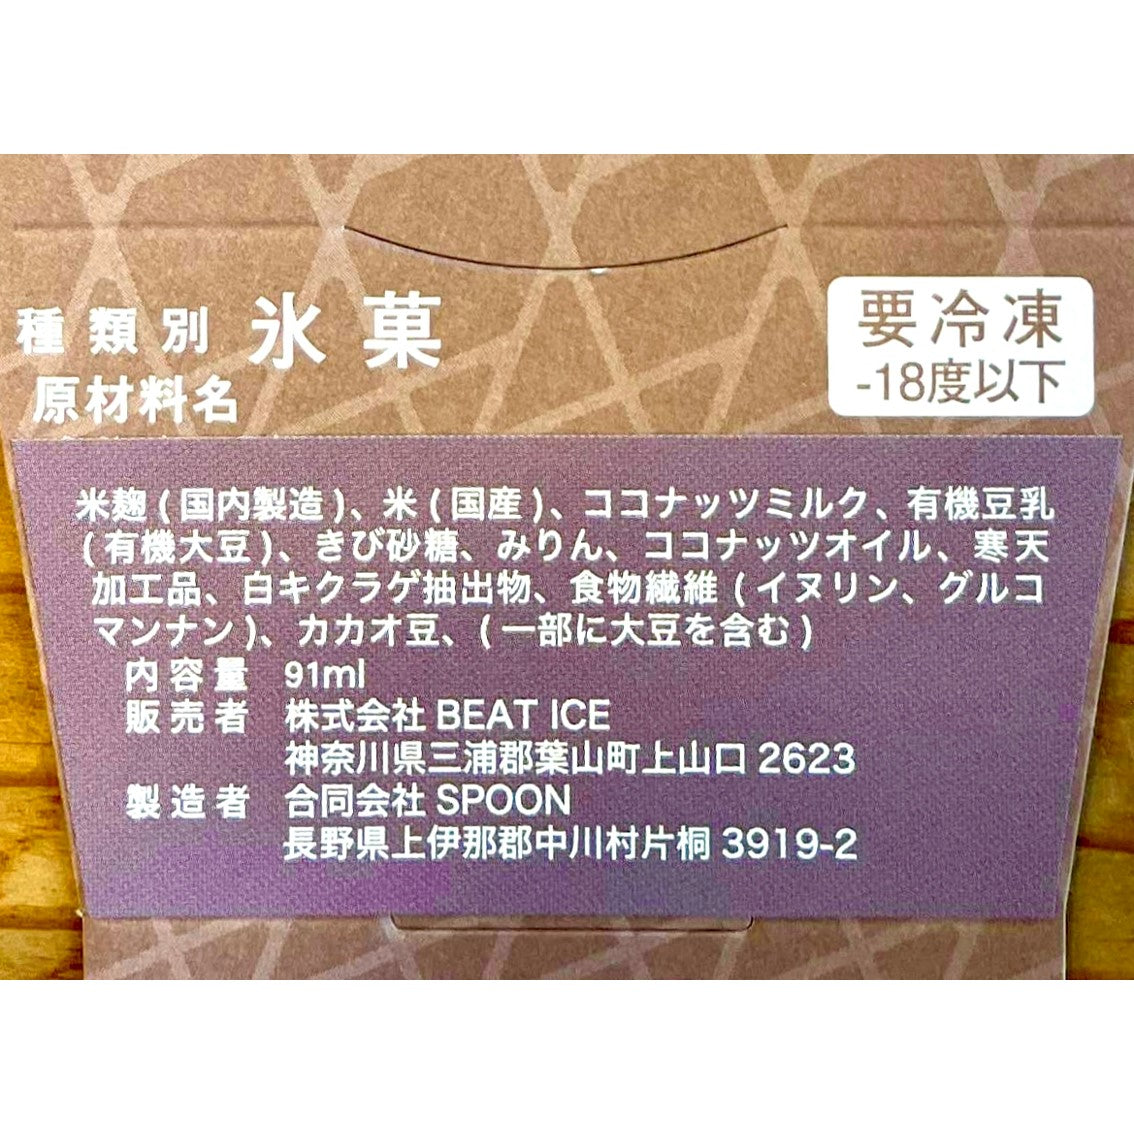 種類別 氷菓
要冷凍
-18度以下
原材料名
米麹(国内製造)、米(国産)、ココナッツミルク、有機豆乳
(有機大豆)、きび砂糖、みりん、ココナッツオイル、寒天
加工品、白キクラゲ抽出物、食物繊維(イヌリン、グルコ
マンナン)、カカオ豆、(一部に大豆を含む)
内容量 91ml
販売者 株式会社 BEAT ICE
神奈川県三浦郡葉山町上山口 2623
製造者 合同会社 SPOON
長野県上伊那郡中川村片桐 3919-2